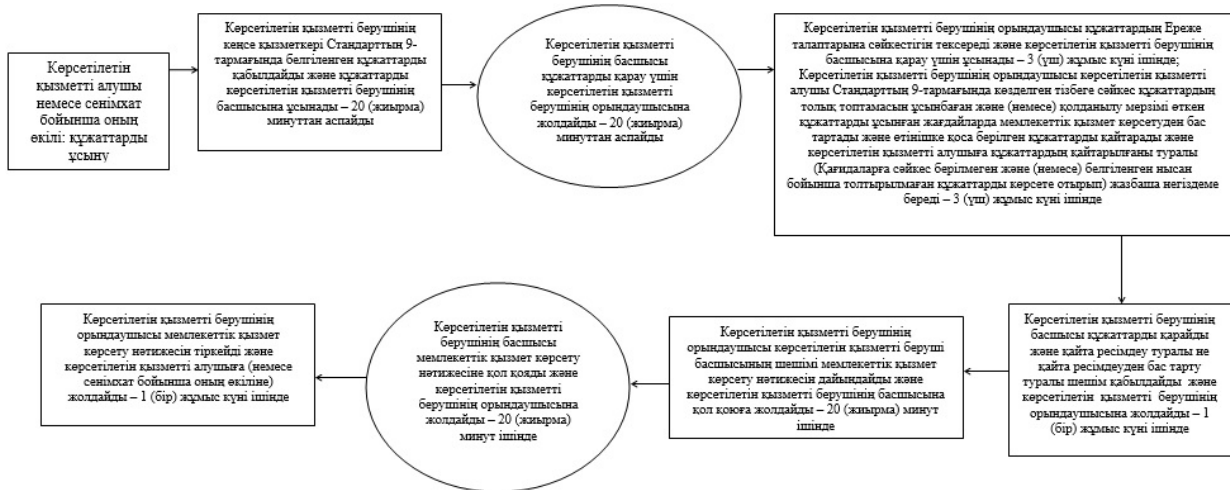 Көрсетілетін
қызметті алушы
немесе сенімхат
бойынша оның
өкілі: құжаттарды
ұсыну
Көрсетілетін қызметті берушінің
кеңсе қызметкері Стандарттың 9-
тармағында белгіленген құжаттарды
қабылдайды және құжаттарды
көрсетілетін қызметті берушінің
басшысына ұсынады – 20 (жиырма)
минуттан аспайды
Көрсетілетін қызметті
берушінің басшысы
құжаттарды қарау үшін
көрсетілетін қызметті
берушінің орындаушысына
жолдайды – 20 (жиырма)
минуттан аспайды
Көрсетілетін қызметті берушінің орындаушысы құжаттардың Ереже
талаптарына сәйкестігін тексереді және көрсетілетін қызметті берушінің
басшысына қарау үшін ұсынады – 3 (үш) жұмыс күні ішінде;
Көрсетілетін қызметті берушінің орындаушысы көрсетілетін қызметті
алушы Стандарттың 9-тармағында көзделген тізбеге сәйкес құжаттардың
толық топтамасын ұсынбаған және (немесе) қолданылу мерзімі өткен
құжаттарды ұсынған жағдайларда мемлекеттік қызмет көрсетуден бас
тартады және өтінішке қоса берілген құжаттарды қайтарады және
көрсетілетін қызметті алушыға құжаттардың қайтарылғаны туралы
(Қағидаларға сәйкес берілмеген және (немесе) белгіленген нысан
бойынша толтырылмаған құжаттарды көрсете отырып) жазбаша негіздеме
береді – 3 (үш) жұмыс күні ішінде
Көрсетілетін қызметті берушінің
басшысы құжаттарды қарайды
және қайта ресімдеу туралы не
қайта ресімдеуден бас тарту
туралы шешім қабылдайды және
көрсетілетін қызметті берушінің
орындаушысына жолдайды – 1
(бір) жұмыс күні ішінде
Көрсетілетін қызметті берушінің
орындаушысы көрсетілетін қызметті беруші
басшысының шешімі мемлекеттік қызмет
көрсету нәтижесін дайындайды және
көрсетілетін қызметті берушінің басшысына
қол қоюға жолдайды – 20 (жиырма) минут
ішінде
Көрсетілетін қызметті
берушінің басшысы
мемлекеттік қызмет көрсету
нәтижесіне қол қояды және
көрсетілетін қызметті
берушінің орындаушысына
жолдайды – 20 (жиырма)
минут ішінде
Көрсетілетін қызметті берушінің
орындаушысы мемлекеттік қызмет
көрсету нәтижесін тіркейді және
көрсетілетін қызметті алушыға (немесе
сенімхат бойынша оның өкіліне)
жолдайды – 1 (бір) жұмыс күні ішінде